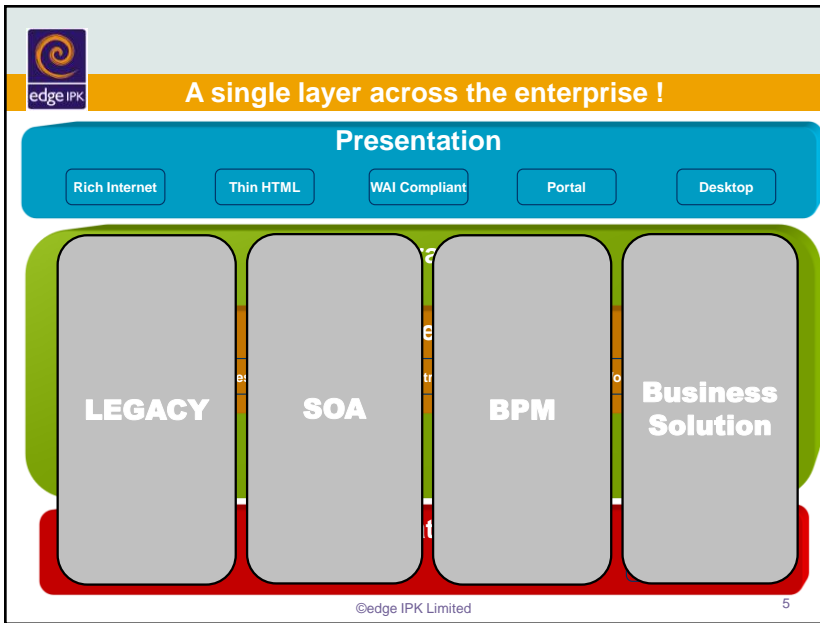 edge IPK
A single layer across the enterprise !
Presentation
Rich Internet
Thin HTML
WAI Compliant
Portal
Desktop
LEGACY
SOA
BPM
Business
Solution
©edge IPK Limited
5